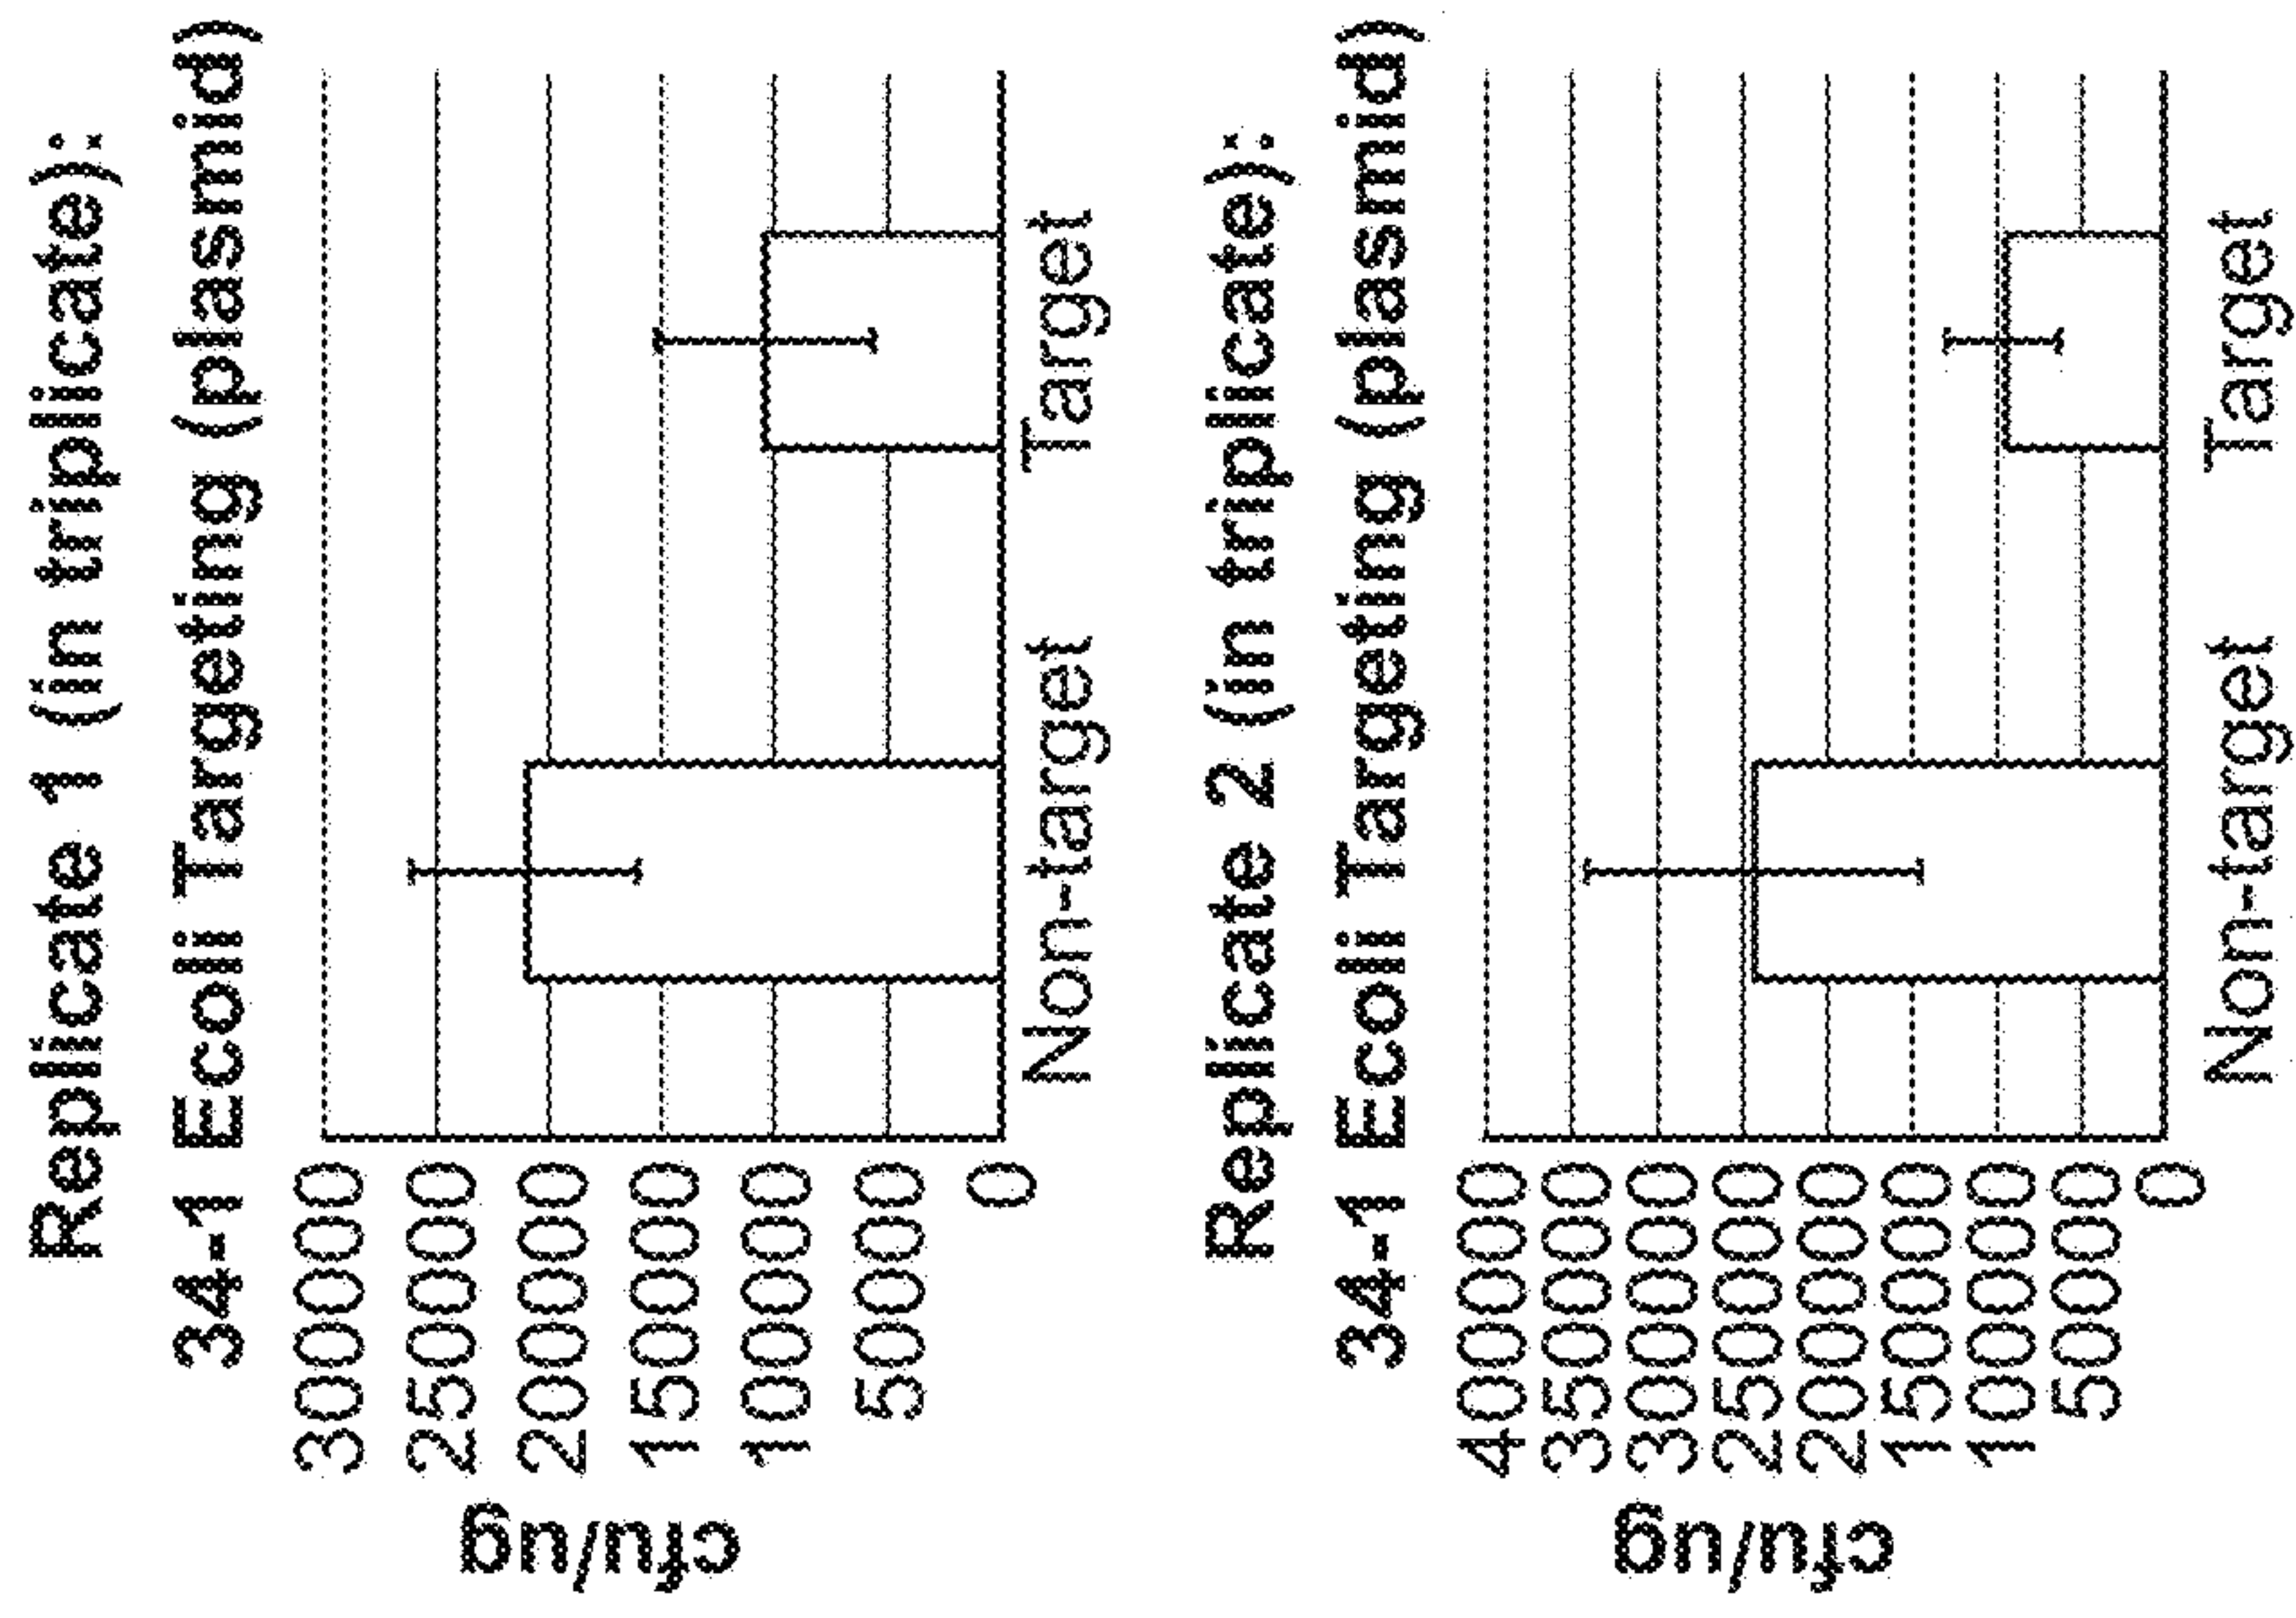 Replicate 1 (in triplicate):
34-1 Ecoli Targeting (plasmid)
cfu/ug
300000
250000
200000
150000
100000
50000
0
Non-target Target
Replicate 2 (in triplicate):
34-1 Ecoli Targeting (plasmid)
cfu/ug
400000
350000
300000
250000
200000
150000
100000
50000
0
Non-target Target